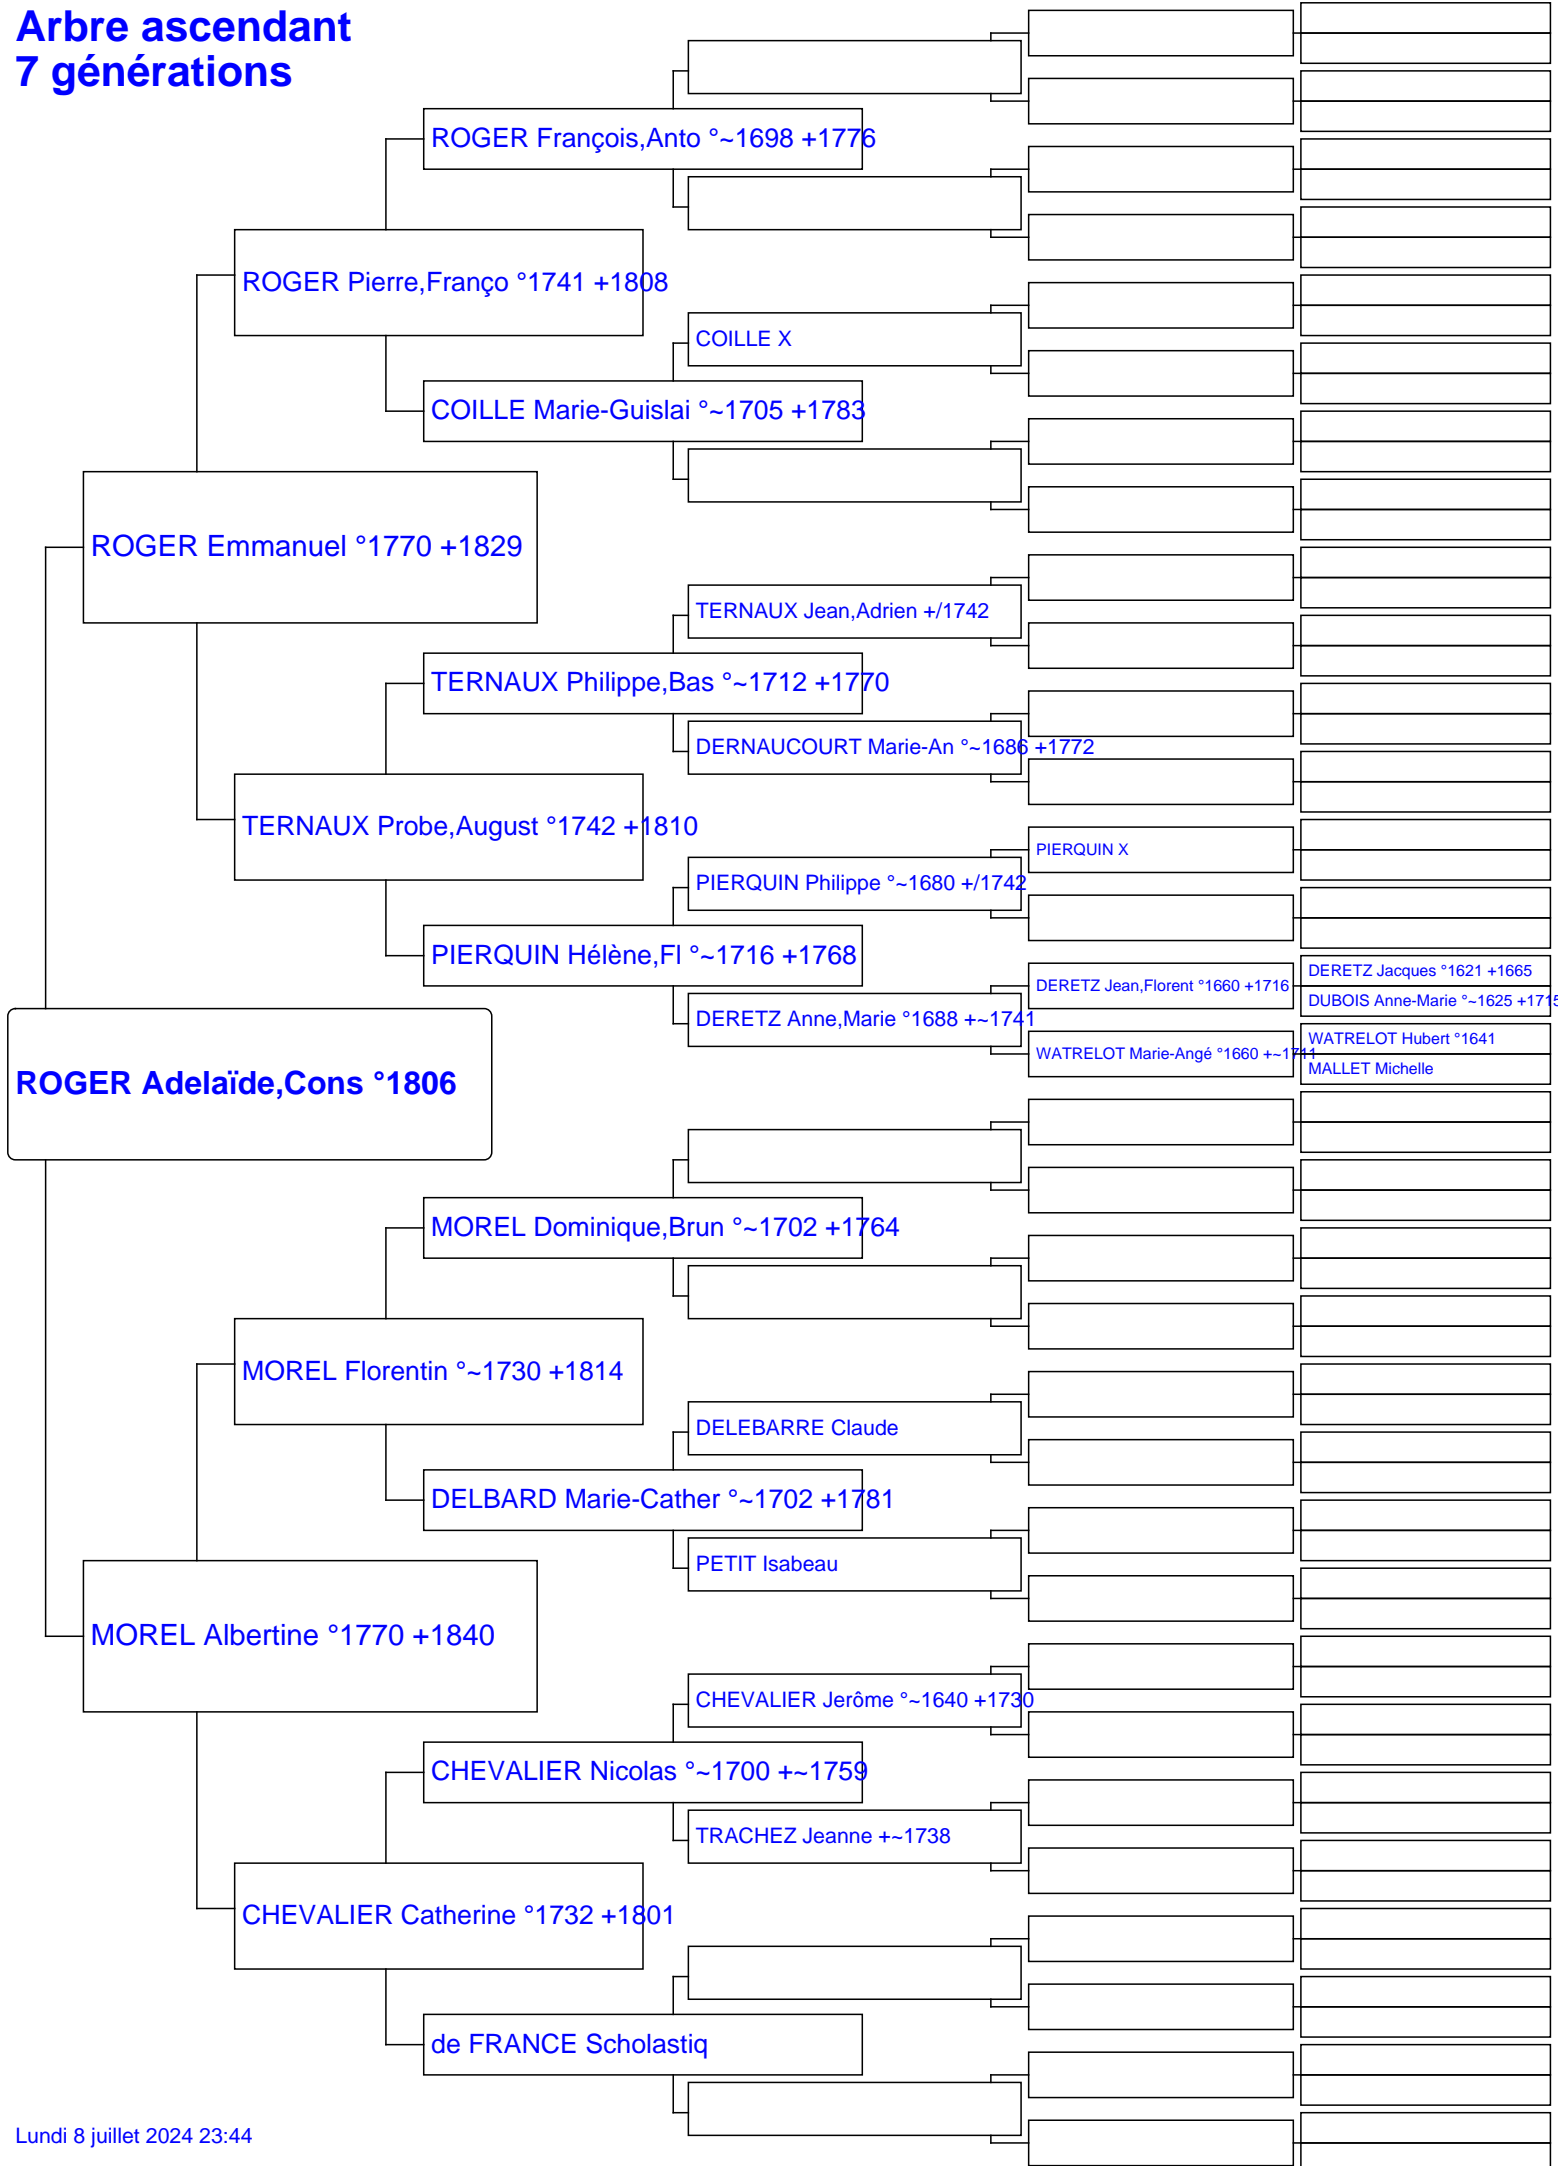 Arbre ascendant
7 générations
ROGER François,Anto °~1698 +1776
ROGER Pierre,Franço °1741 +1808
COILLE X
COILLE Marie-Guislai °~1705 +1783
ROGER Emmanuel °1770 +1829
TERNAUX Jean,Adrien +/1742
TERNAUX Philippe,Bas °~1712 +1770
DERNAUCOURT Marie-An °~1686 +1772
TERNAUX Probe,August °1742 +1810
PIERQUIN X
PIERQUIN Philippe °~1680 +/1742
PIERQUIN Hélène,Fl °~1716 +1768
DERETZ Jacques °1621 +1665
DERETZ Jean,Florent °1660 +1716
DUBOIS Anne-Marie °~1625 +1715
DERETZ Anne,Marie °1688 +~1741
WATRELOT Hubert °1641
WATRELOT Marie-Angé °1660 +~1711
MALLET Michelle
ROGER Adelaïde,Cons °1806
MOREL Dominique,Brun °~1702 +1764
MOREL Florentin °~1730 +1814
DELEBARRE Claude
DELBARD Marie-Cather °~1702 +1781
PETIT Isabeau
MOREL Albertine °1770 +1840
CHEVALIER Jerôme °~1640 +1730
CHEVALIER Nicolas °~1700 +~1759
TRACHEZ Jeanne +~1738
CHEVALIER Catherine °1732 +1801
de FRANCE Scholastiq
Lundi 8 juillet 2024 23:44